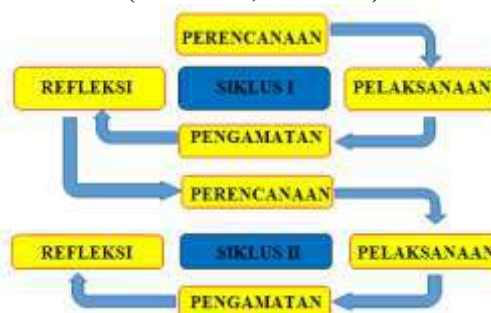 PERENCANAAN
REFLEKSI
SIKLUS I
PELAKSANAAN
PENGAMATAN
PERENCANAAN
REFLEKSI
SIKLUS II
PELAKSANAAN
PENGAMATAN